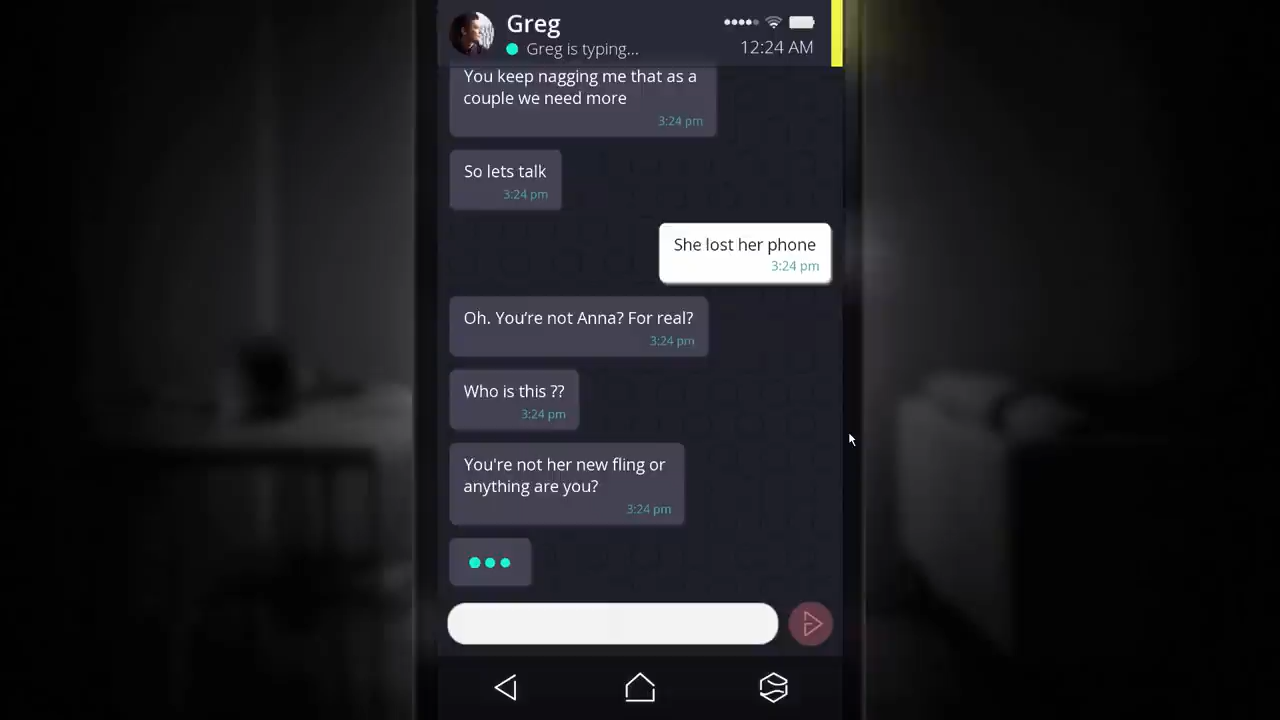 Greg
Greg is typing...
12:24 AM
You keep nagging me that as a
couple we need more
3:24 pm
So lets talk
3:24 pm
She lost her phone
3:24 pm
Oh. You’re not Anna? For real?
3:24 pm
Who is this ??
3:24 pm
You're not her new fling or
anything are you?
3:24 pm